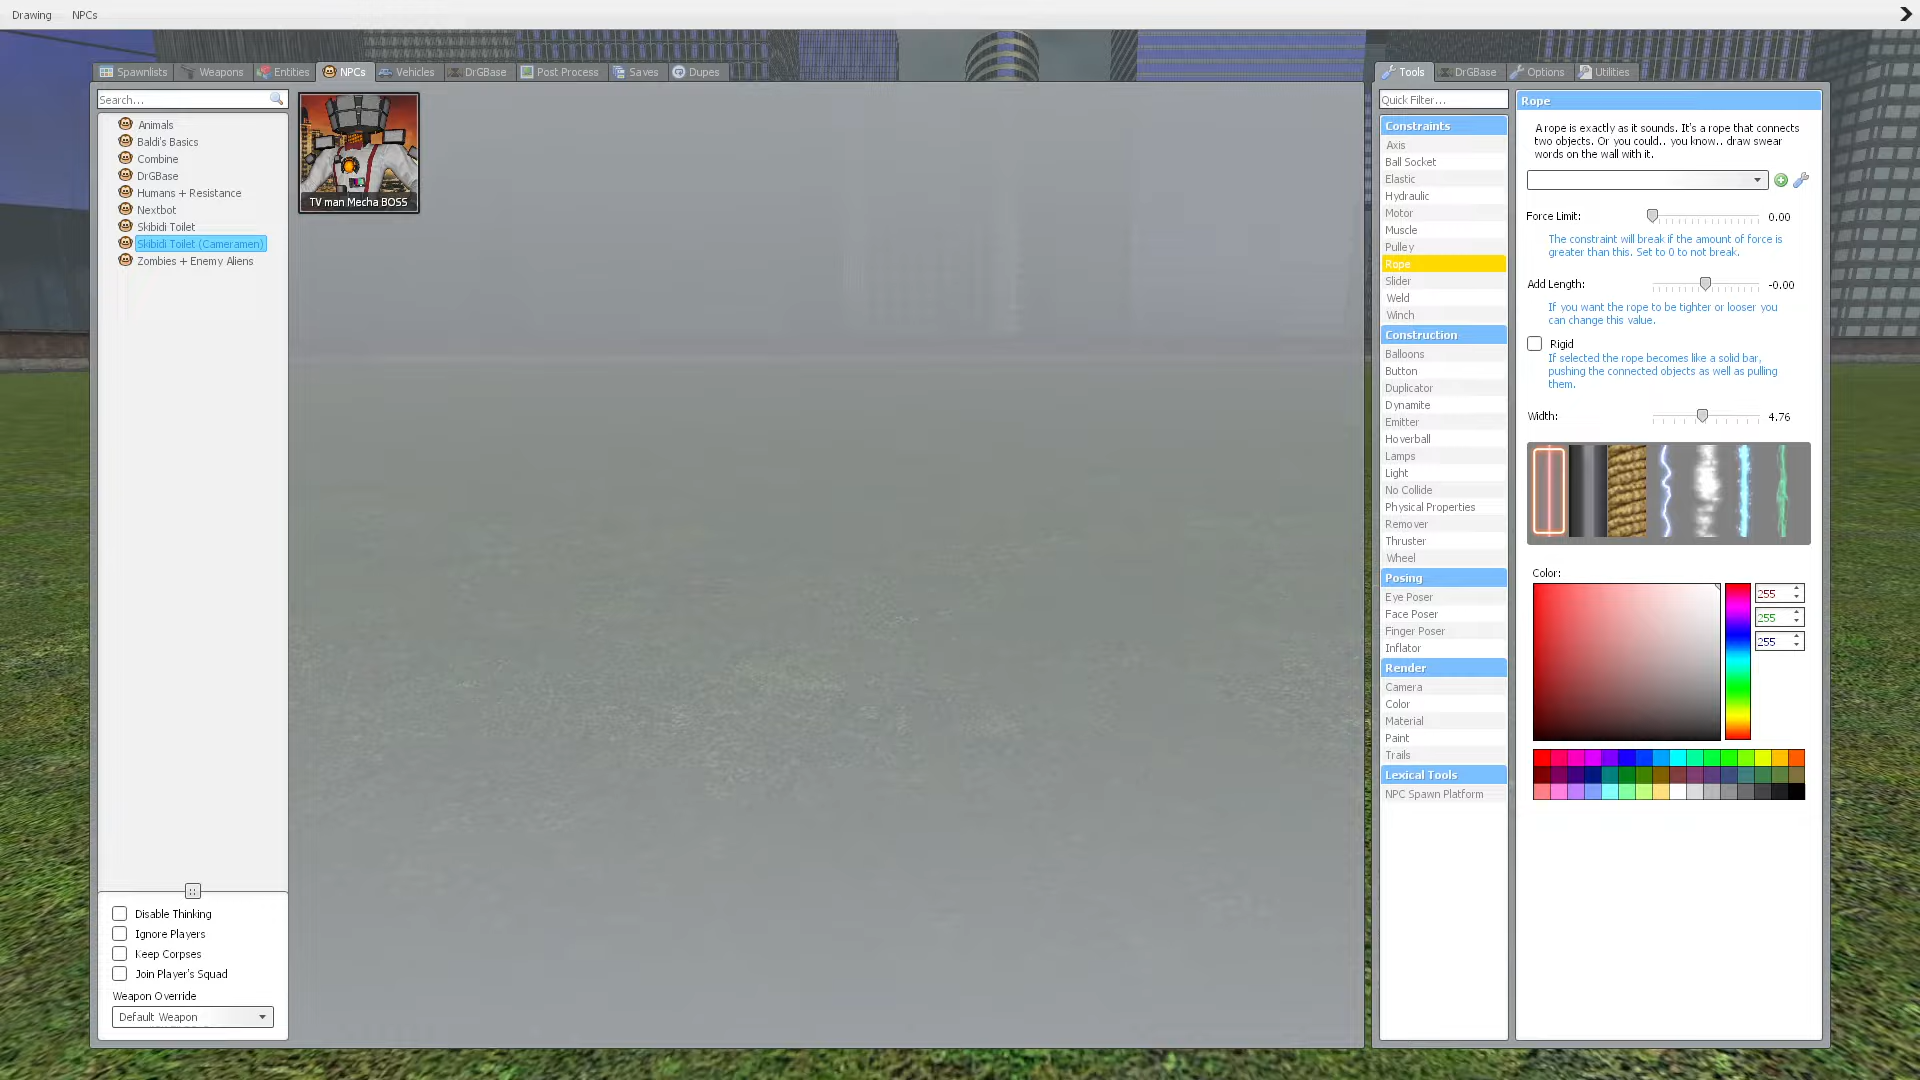 Drawing NPCs
Spawnlists Weapons Entities NPCs Vehicles DrGBase Post Process Saves Dupes
Search...
Animals
Baldi's Basics
Combine
DrGBase
Humans + Resistance
Nextbot
Skibidi Toilet
Skibidi Toilet (Cameramen)
Zombies + Enemy Aliens
TV man Mecha BOSS
Disable Thinking
Ignore Players
Keep Corpses
Join Player's Squad
Weapon Override
Default Weapon
Tools DrGBase Options Utilities
Quick Filter...
Constraints
Axis
Ball Socket
Elastic
Hydraulic
Motor
Muscle
Pulley
Rope
Slider
Weld
Winch
Construction
Balloons
Button
Duplicator
Dynamite
Emitter
Hoverball
Lamps
Light
No Collide
Physical Properties
Remover
Thruster
Wheel
Posing
Eye Poser
Face Poser
Finger Poser
Inflator
Render
Camera
Color
Material
Paint
Trails
Lexical Tools
NPC Spawn Platform
Rope
A rope is exactly as it sounds. It's a rope that connects
two objects. Or you could.. you know.. draw swear
words on the wall with it.
Force Limit: 0.00
The constraint will break if the amount of force is
greater than this. Set to 0 to not break.
Add Length: -0.00
If you want the rope to be tighter or looser you
can change this value.
Rigid
If selected the rope becomes like a solid bar,
pushing the connected objects as well as pulling
them.
Width: 4.76
Color:
255
255
255